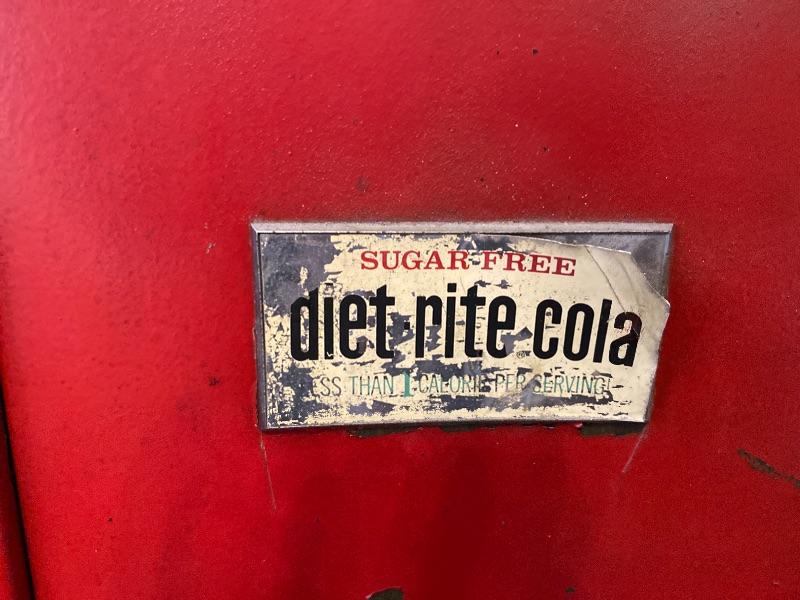 SUGAR-FREE
diet-rite cola
LESS THAN 1 CALORIE PER SERVING!